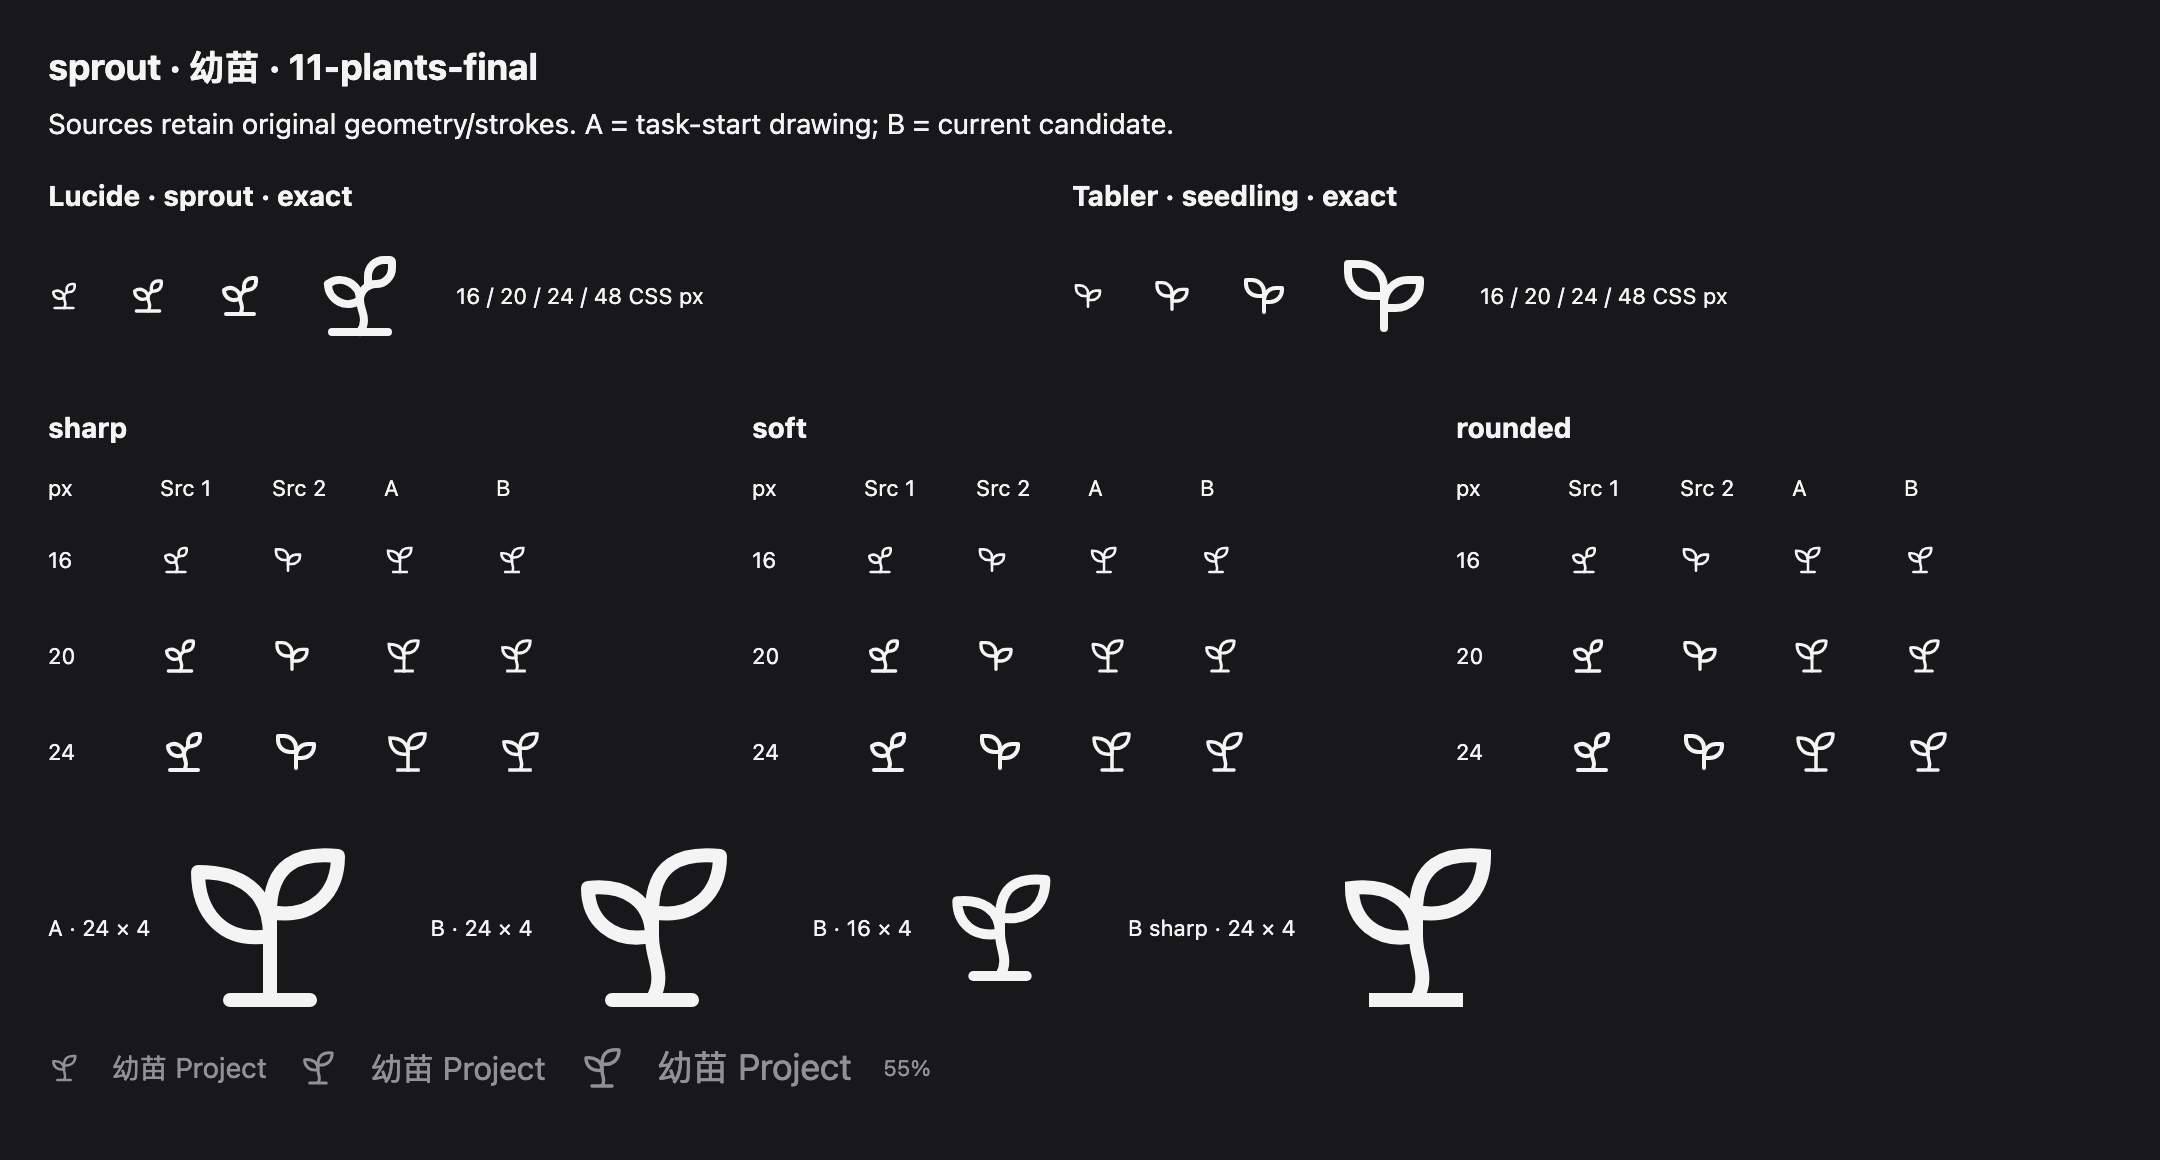 sprout · 幼苗 · 11-plants-final
Sources retain original geometry/strokes. A = task-start drawing; B = current candidate.
Lucide · sprout · exact
Tabler · seedling · exact
16 / 20 / 24 / 48 CSS px
16 / 20 / 24 / 48 CSS px
sharp
px Src 1 Src 2 A B
16
20
24
soft
px Src 1 Src 2 A B
16
20
24
rounded
px Src 1 Src 2 A B
16
20
24
A · 24 × 4
B · 24 × 4
B · 16 × 4
B sharp · 24 × 4
幼苗 Project 幼苗 Project 幼苗 Project 55%